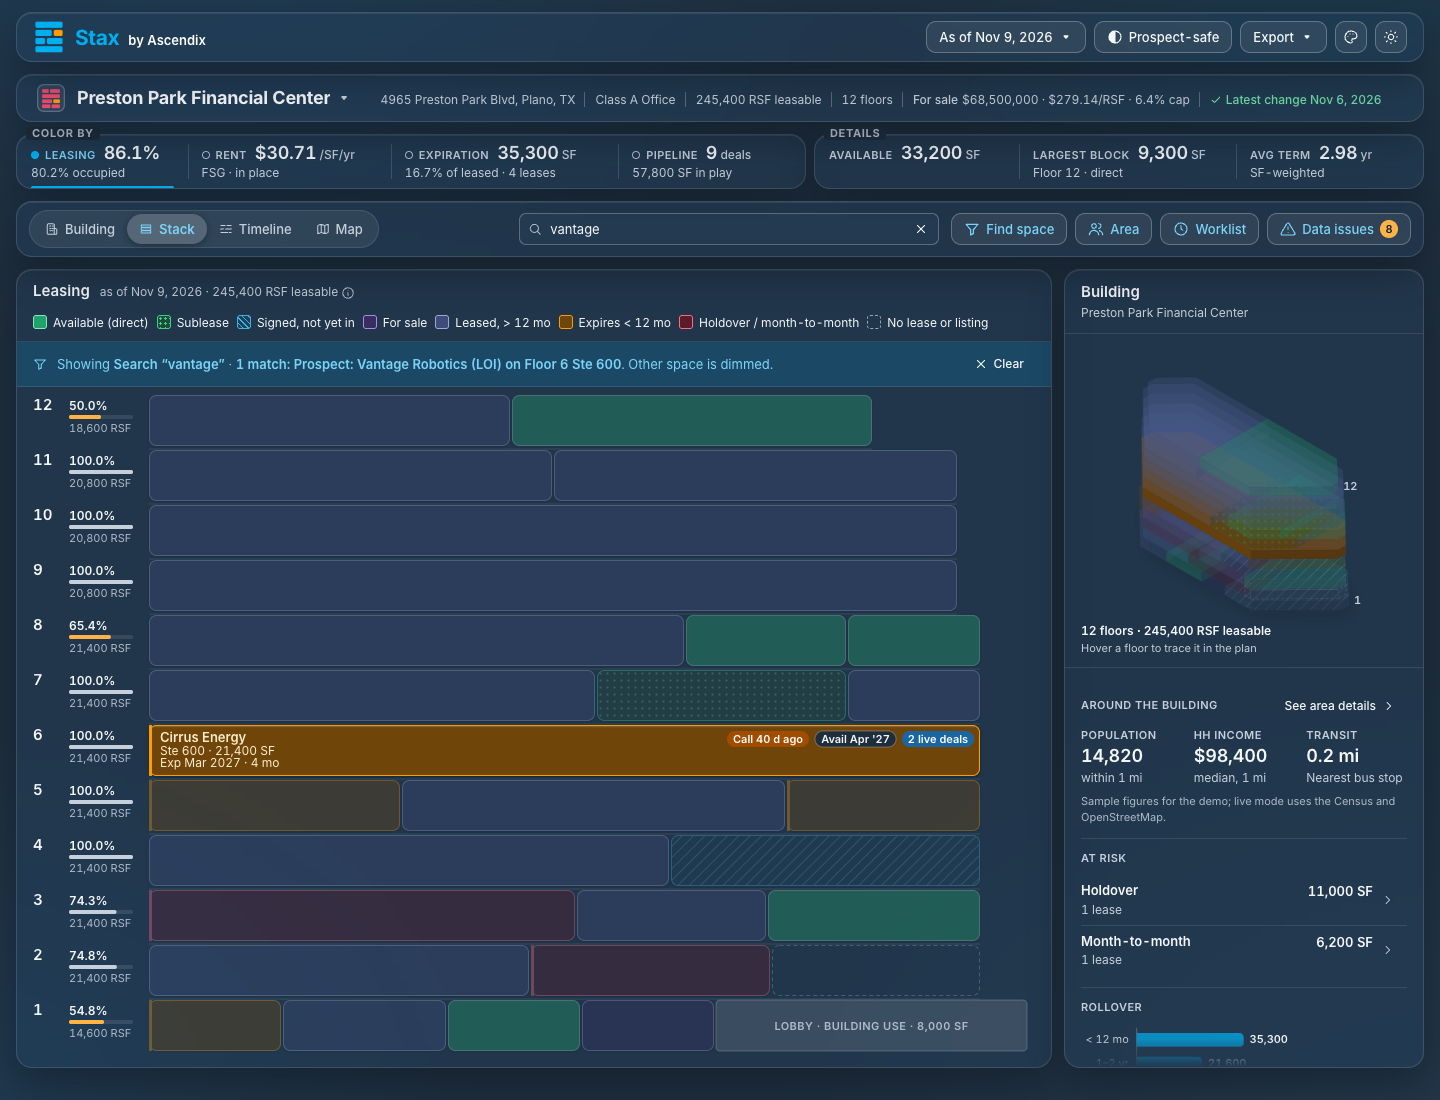 Stax by Ascendix
As of Nov 9, 2026
Prospect-safe
Export
Preston Park Financial Center
4965 Preston Park Blvd, Plano, TX
Class A Office
245,400 RSF leasable
12 floors
For sale $68,500,000 · $279.14/RSF · 6.4% cap
Latest change Nov 6, 2026
COLOR BY
LEASING 86.1%
80.2% occupied
RENT $30.71 /SF/yr
FSG · in place
EXPIRATION 35,300 SF
16.7% of leased · 4 leases
PIPELINE 9 deals
57,800 SF in play
DETAILS
AVAILABLE 33,200 SF
LARGEST BLOCK 9,300 SF
Floor 12 · direct
AVG TERM 2.98 yr
SF-weighted
Building
Stack
Timeline
Map
vantage
Find space
Area
Worklist
Data issues 8
Leasing as of Nov 9, 2026 · 245,400 RSF leasable
Available (direct)
Sublease
Signed, not yet in
For sale
Leased, > 12 mo
Expires < 12 mo
Holdover / month-to-month
No lease or listing
Showing Search “vantage” · 1 match: Prospect: Vantage Robotics (LOI) on Floor 6 Ste 600. Other space is dimmed.
Clear
12 50.0%
18,600 RSF
11 100.0%
20,800 RSF
10 100.0%
20,800 RSF
9 100.0%
20,800 RSF
8 65.4%
21,400 RSF
7 100.0%
21,400 RSF
6 100.0%
21,400 RSF
Cirrus Energy
Ste 600 · 21,400 SF
Exp Mar 2027 · 4 mo
Call 40 d ago
Avail Apr '27
2 live deals
5 100.0%
21,400 RSF
4 100.0%
21,400 RSF
3 74.3%
21,400 RSF
2 74.8%
21,400 RSF
1 54.8%
14,600 RSF
LOBBY · BUILDING USE · 8,000 SF
Building
Preston Park Financial Center
12
1
12 floors · 245,400 RSF leasable
Hover a floor to trace it in the plan
AROUND THE BUILDING
See area details
POPULATION
14,820
within 1 mi
HH INCOME
$98,400
median, 1 mi
TRANSIT
0.2 mi
Nearest bus stop
Sample figures for the demo; live mode uses the Census and
OpenStreetMap.
AT RISK
Holdover 11,000 SF
1 lease
Month-to-month 6,200 SF
1 lease
ROLLOVER
< 12 mo 35,300
1–2 yr 21,600